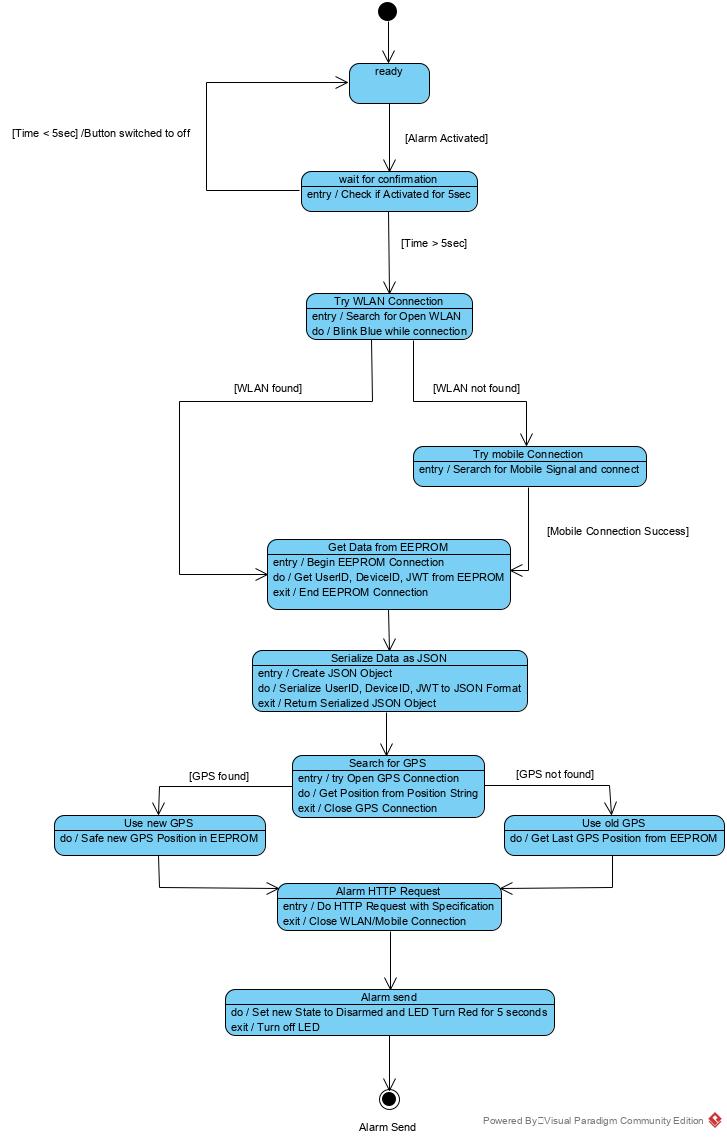 ready
[Time < 5sec] /Button switched to off
[Alarm Activated]
wait for confirmation
entry / Check if Activated for 5sec
[Time > 5sec]
Try WLAN Connection
entry / Search for Open WLAN
do / Blink Blue while connection
[WLAN found]
[WLAN not found]
Try mobile Connection
entry / Serarch for Mobile Signal and connect
[Mobile Connection Success]
Get Data from EEPROM
entry / Begin EEPROM Connection
do / Get UserID, DeviceID, JWT from EEPROM
exit / End EEPROM Connection
Serialize Data as JSON
entry / Create JSON Object
do / Serialize UserID, DeviceID, JWT to JSON Format
exit / Return Serialized JSON Object
Search for GPS
entry / try Open GPS Connection
do / Get Position from Position String
exit / Close GPS Connection
[GPS found]
[GPS not found]
Use new GPS
do / Safe new GPS Position in EEPROM
Use old GPS
do / Get Last GPS Position from EEPROM
Alarm HTTP Request
entry / Do HTTP Request with Specification
exit / Close WLAN/Mobile Connection
Alarm send
do / Set new State to Disarmed and LED Turn Red for 5 seconds
exit / Turn off LED
Alarm Send
Powered By Visual Paradigm Community Edition